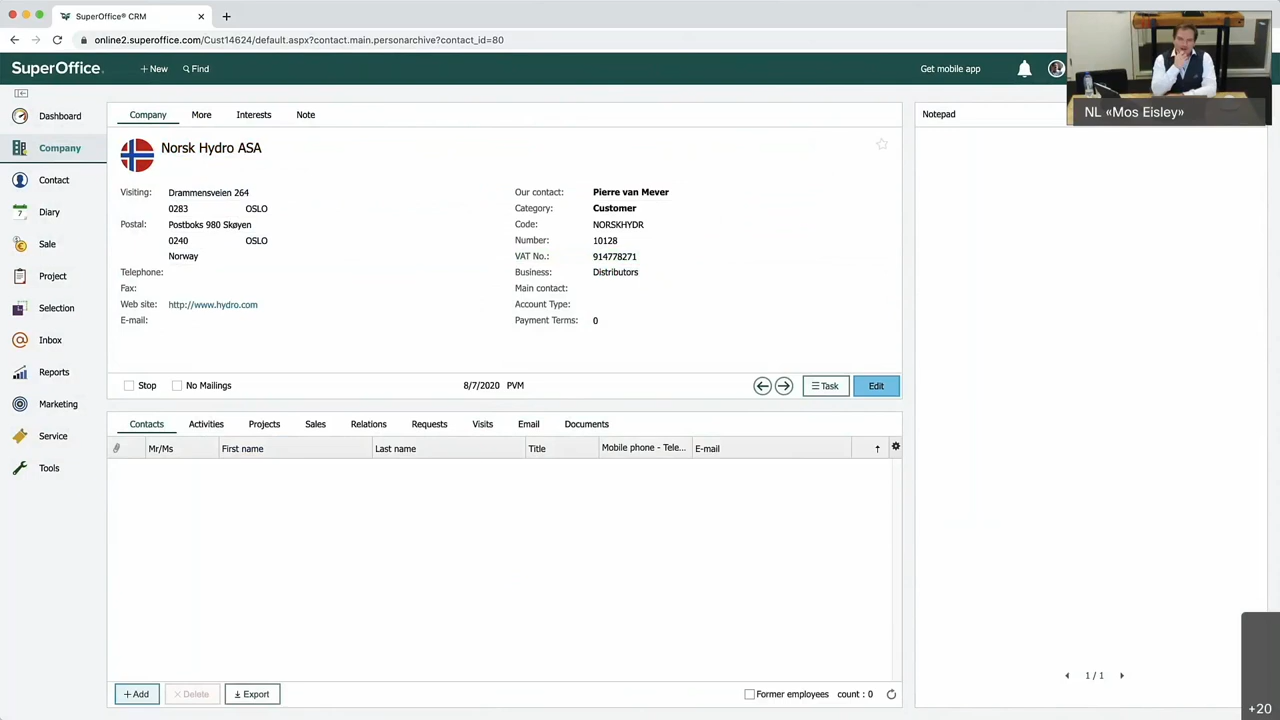 SuperOffice® CRM
online2.superoffice.com/Cust14624/default.aspx?contact.main.personarchive?contact_id=80
SuperOffice
+ New
Find
Get mobile app
NL «Mos Eisley»
Dashboard
Company
Contact
7
Diary
Sale
Project
Selection
Inbox
Reports
Marketing
Service
Tools
Company More Interests Note
Norsk Hydro ASA
Visiting: Drammensveien 264
0283 OSLO
Postal: Postboks 980 Skøyen
0240 OSLO
Norway
Telephone:
Fax:
Web site: http://www.hydro.com
E-mail:
Our contact: Pierre van Mever
Category: Customer
Code: NORSKHYDR
Number: 10128
VAT No.: 914778271
Business: Distributors
Main contact:
Account Type:
Payment Terms: 0
Stop No Mailings 8/7/2020 PVM Task Edit
Contacts Activities Projects Sales Relations Requests Visits Email Documents
Mr/Ms First name Last name Title Mobile phone - Tele... E-mail
+ Add × Delete Export Former employees count : 0
Notepad
1 / 1
+20